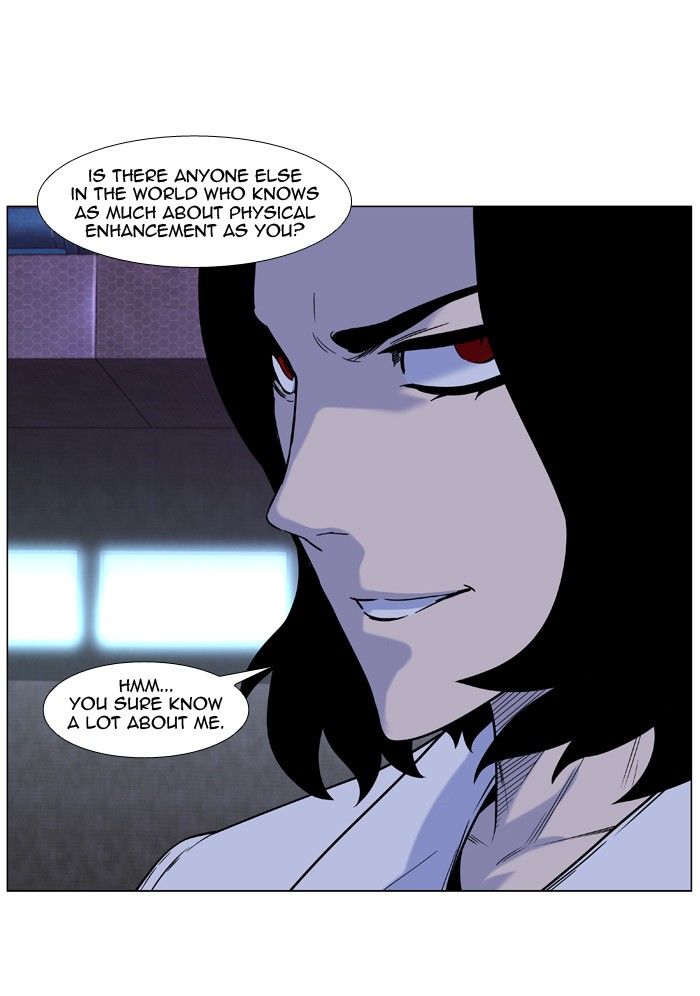 IS THERE ANYONE ELSE
IN THE WORLD WHO KNOWS
AS MUCH ABOUT PHYSICAL
ENHANCEMENT AS YOU?
HMM...
YOU SURE KNOW
A LOT ABOUT ME.